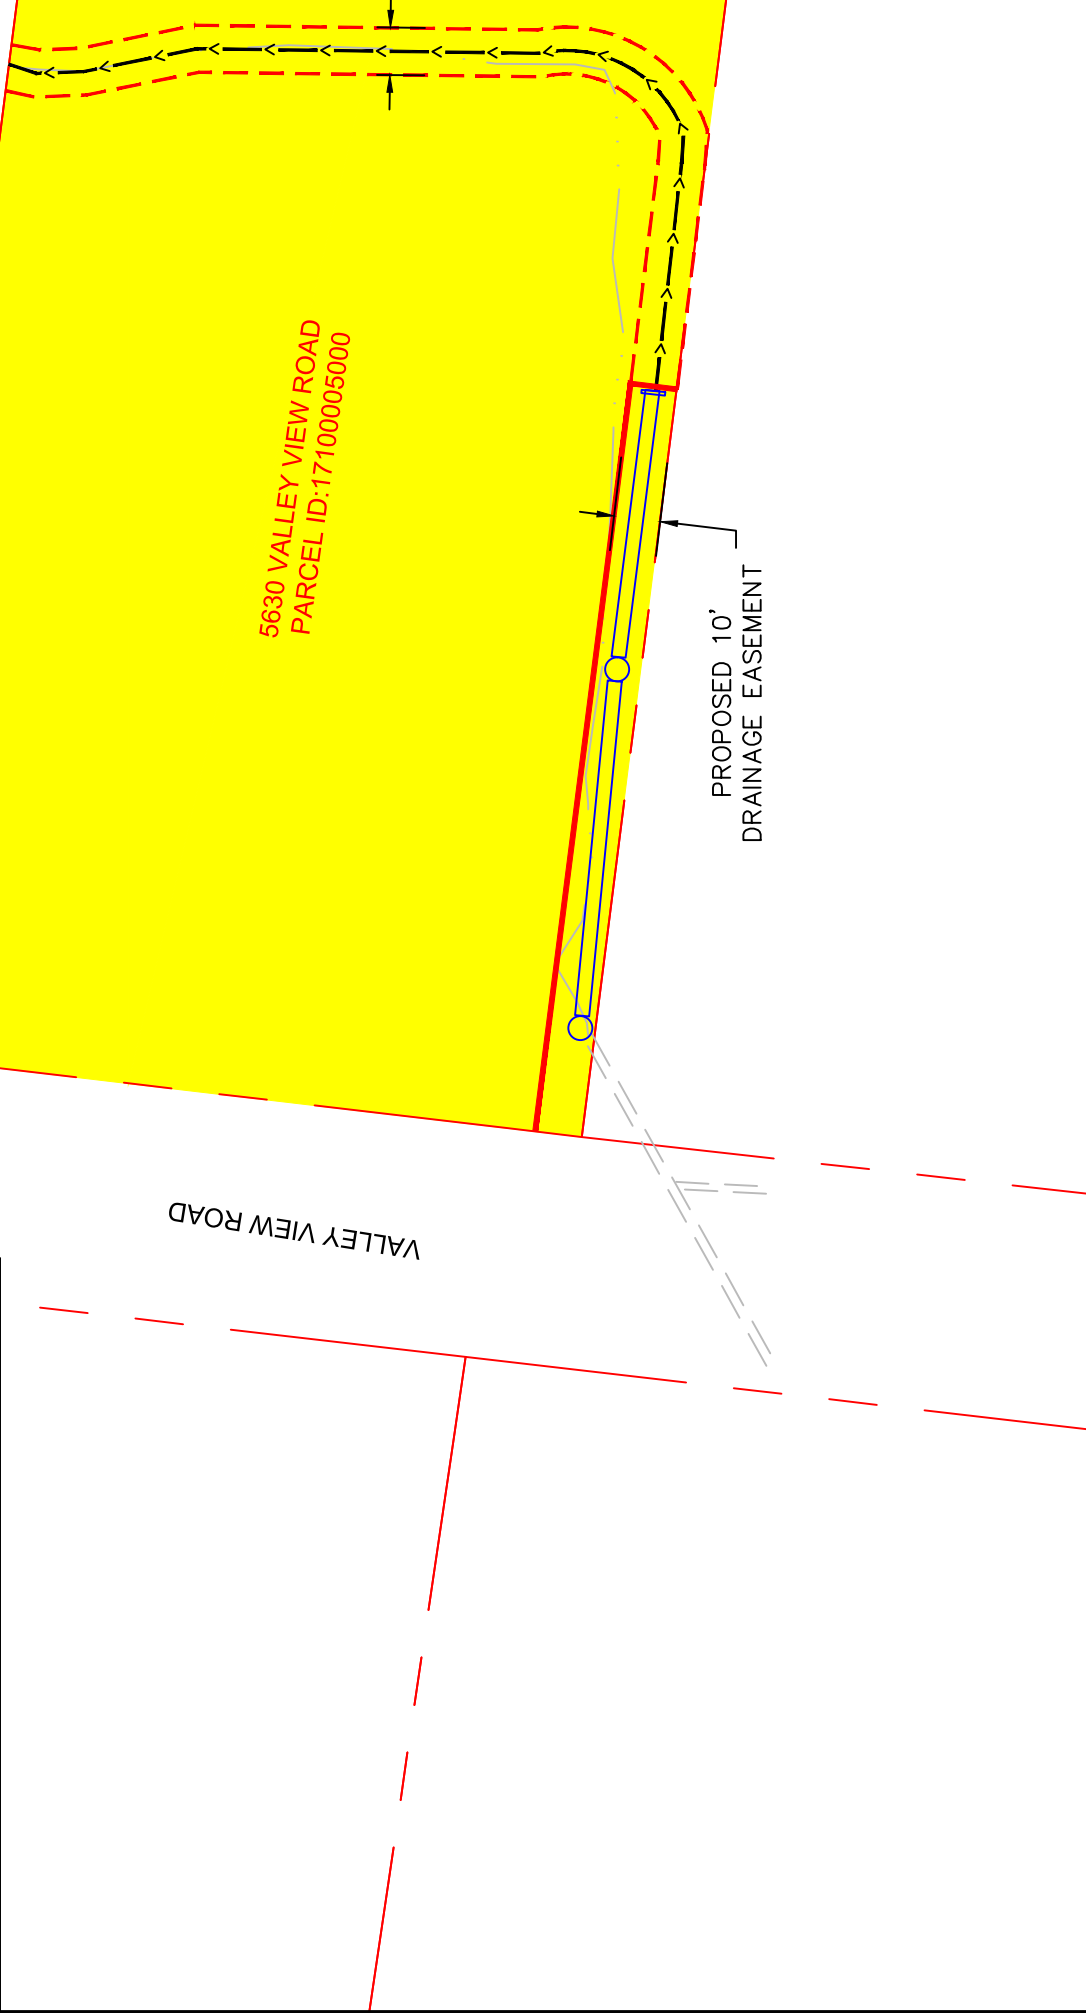 5630 VALLEY VIEW ROAD
PARCEL ID:17100005000
PROPOSED 10'
DRAINAGE EASEMENT
VALLEY VIEW ROAD